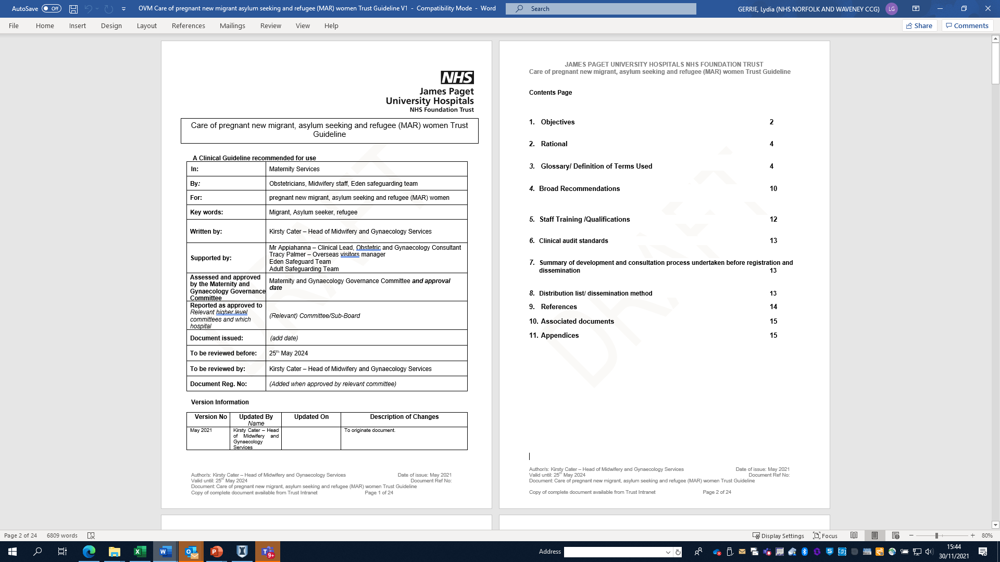 AutoSave Off
OVM Care of pregnant new migrant asylum seeking and refugee (MAR) women Trust Guideline V1 - Compatibility Mode - Word
Search
GERRIE, Lydia (NHS NORFOLK AND WAVENEY CCG)
LG
File Home Insert Design Layout References Mailings Review View Help
Share Comments
NHS
James Paget
University Hospitals
NHS Foundation Trust
Care of pregnant new migrant, asylum seeking and refugee (MAR) women Trust
Guideline
A Clinical Guideline recommended for use
In: Maternity Services
By: Obstetricians, Midwifery staff, Eden safeguarding team
For: pregnant new migrant, asylum seeking and refugee (MAR) women
Key words: Migrant, Asylum seeker, refugee
Written by: Kirsty Cater – Head of Midwifery and Gynaecology Services
Supported by:
Mr Appiahanna – Clinical Lead, Obstetric and Gynaecology Consultant
Tracy Palmer – Overseas visitors manager
Eden Safeguard Team
Adult Safeguarding Team
Assessed and approved
by the Maternity and
Gynaecology Governance
Committee
Maternity and Gynaecology Governance Committee and approval
date
Reported as approved to
Relevant higher level
committees and which
hospital
(Relevant) Committee/Sub-Board
Document issued: (add date)
To be reviewed before: 25th May 2024
To be reviewed by: Kirsty Cater – Head of Midwifery and Gynaecology Services
Document Reg. No: (Added when approved by relevant committee)
Version Information
Version No Updated By Updated On Description of Changes
Name
May 2021
Kirsty Cater – Head
of Midwifery and
Gynaecology
Services
To originate document.
Author/s: Kirsty Cater – Head of Midwifery and Gynaecology Services Date of issue: May 2021
Valid until: 25th May 2024 Document Ref No:
Document: Care of pregnant new migrant, asylum seeking and refugee (MAR) women Trust Guideline
Copy of complete document available from Trust Intranet Page 1 of 24
DRAFT
JAMES PAGET UNIVERSITY HOSPITALS NHS FOUNDATION TRUST
Care of pregnant new migrant, asylum seeking and refugee (MAR) women Trust Guideline
Contents Page
1. Objectives 2
2. Rational 4
3. Glossary/ Definition of Terms Used 4
4. Broad Recommendations 10
5. Staff Training /Qualifications 12
6. Clinical audit standards 13
7. Summary of development and consultation process undertaken before registration and
dissemination 13
8. Distribution list/ dissemination method 13
9. References 14
10. Associated documents 15
11. Appendices 15
Author/s: Kirsty Cater – Head of Midwifery and Gynaecology Services Date of issue: May 2021
Valid until: 25th May 2024 Document Ref No:
Document: Care of pregnant new migrant, asylum seeking and refugee (MAR) women Trust Guideline
Copy of complete document available from Trust Intranet Page 2 of 24
DRAFT
Page 2 of 24 6809 words
Display Settings Focus
80%
9+
Address
15:44
30/11/2021